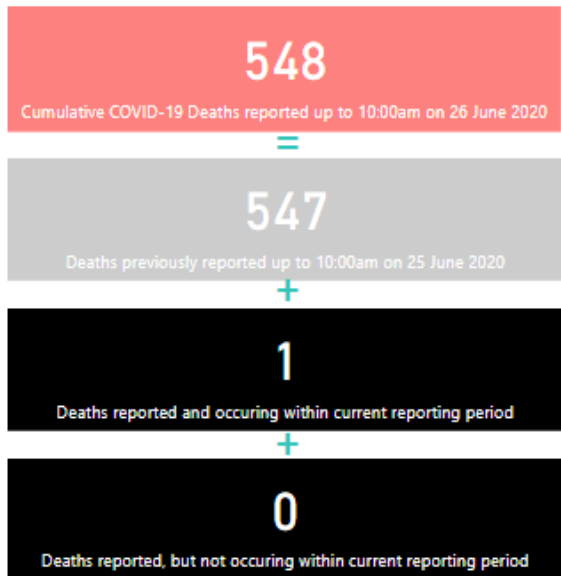 548
Cumulative COVID-19 Deaths reported up to 10:00am on 26 June 2020
=
547
Deaths previously reported up to 10:00am on 25 June 2020
+
1
Deaths reported and occuring within current reporting period
+
0
Deaths reported, but not occuring within current reporting period